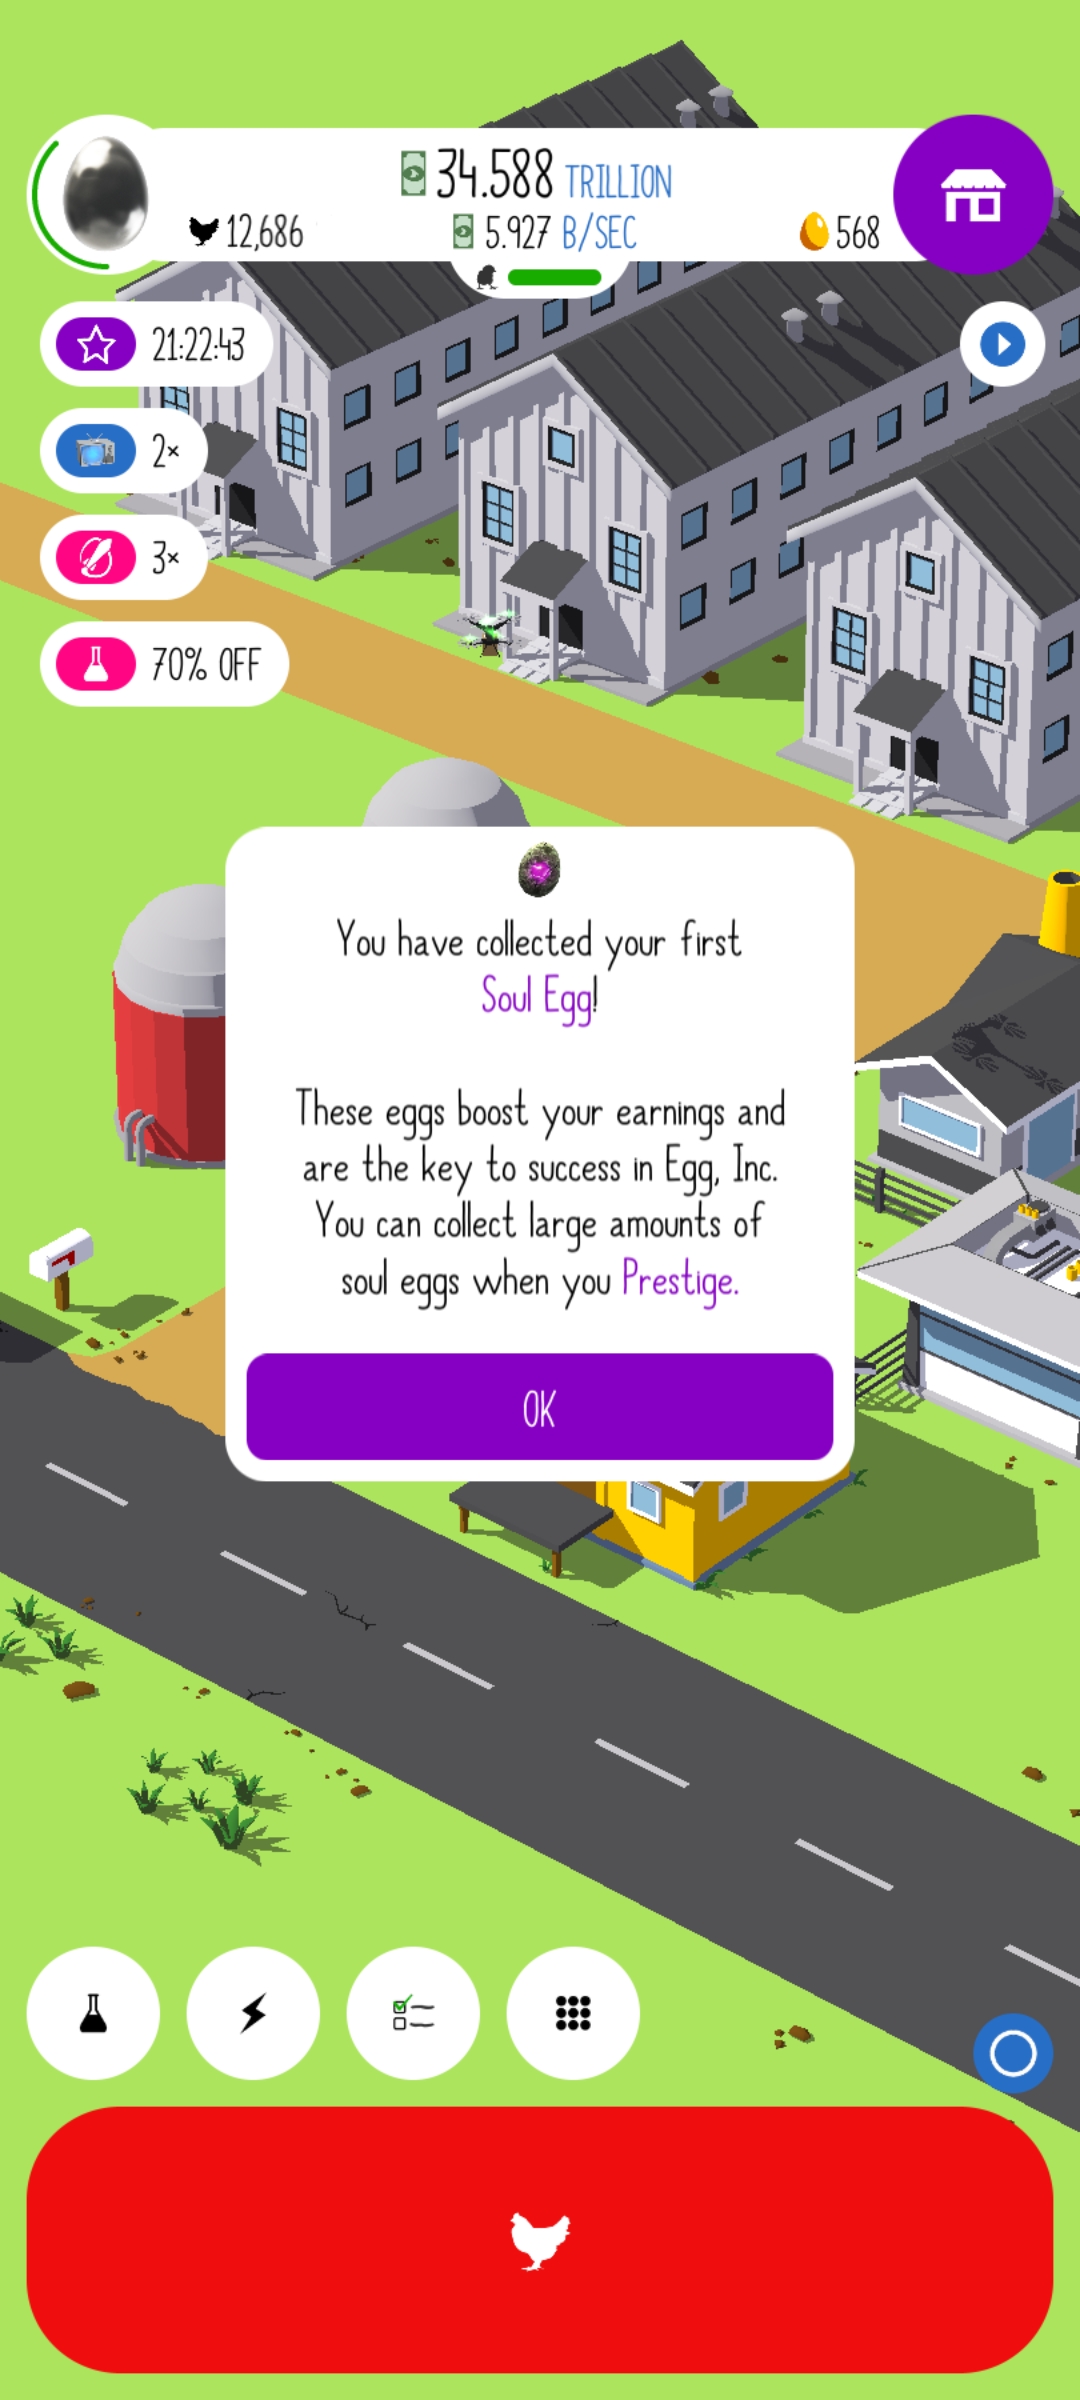 34.588 TRILLION
12,686
5.927 B/SEC
568
21:22:43
2×
3×
70% OFF
You have collected your first
Soul Egg!
These eggs boost your earnings and
are the key to success in Egg, Inc.
You can collect large amounts of
soul eggs when you Prestige.
OK